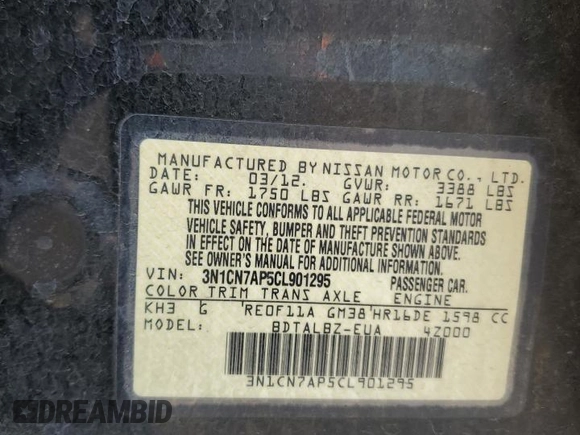 MANUFACTURED BY NISSAN MOTOR CO., LTD.
DATE: 03/12. GVWR: 3388 LBS
GAWR FR: 1750 LBS GAWR RR: 1671 LBS
THIS VEHICLE CONFORMS TO ALL APPLICABLE FEDERAL MOTOR
VEHICLE SAFETY, BUMPER AND THEFT PREVENTION STANDARDS
IN EFFECT ON THE DATE OF MANUFACTURE SHOWN ABOVE.
SEE OWNER'S MANUAL FOR ADDITIONAL INFORMATION.
VIN: 3N1CN7AP5CL901295 PASSENGER CAR.
COLOR TRIM TRANS AXLE ENGINE
KH3 G RE0F11A GM38 HR16DE 1598 CC
MODEL: BDTALBZ-EUA 4Z000
3N1CN7AP5CL901295
DREAMBID